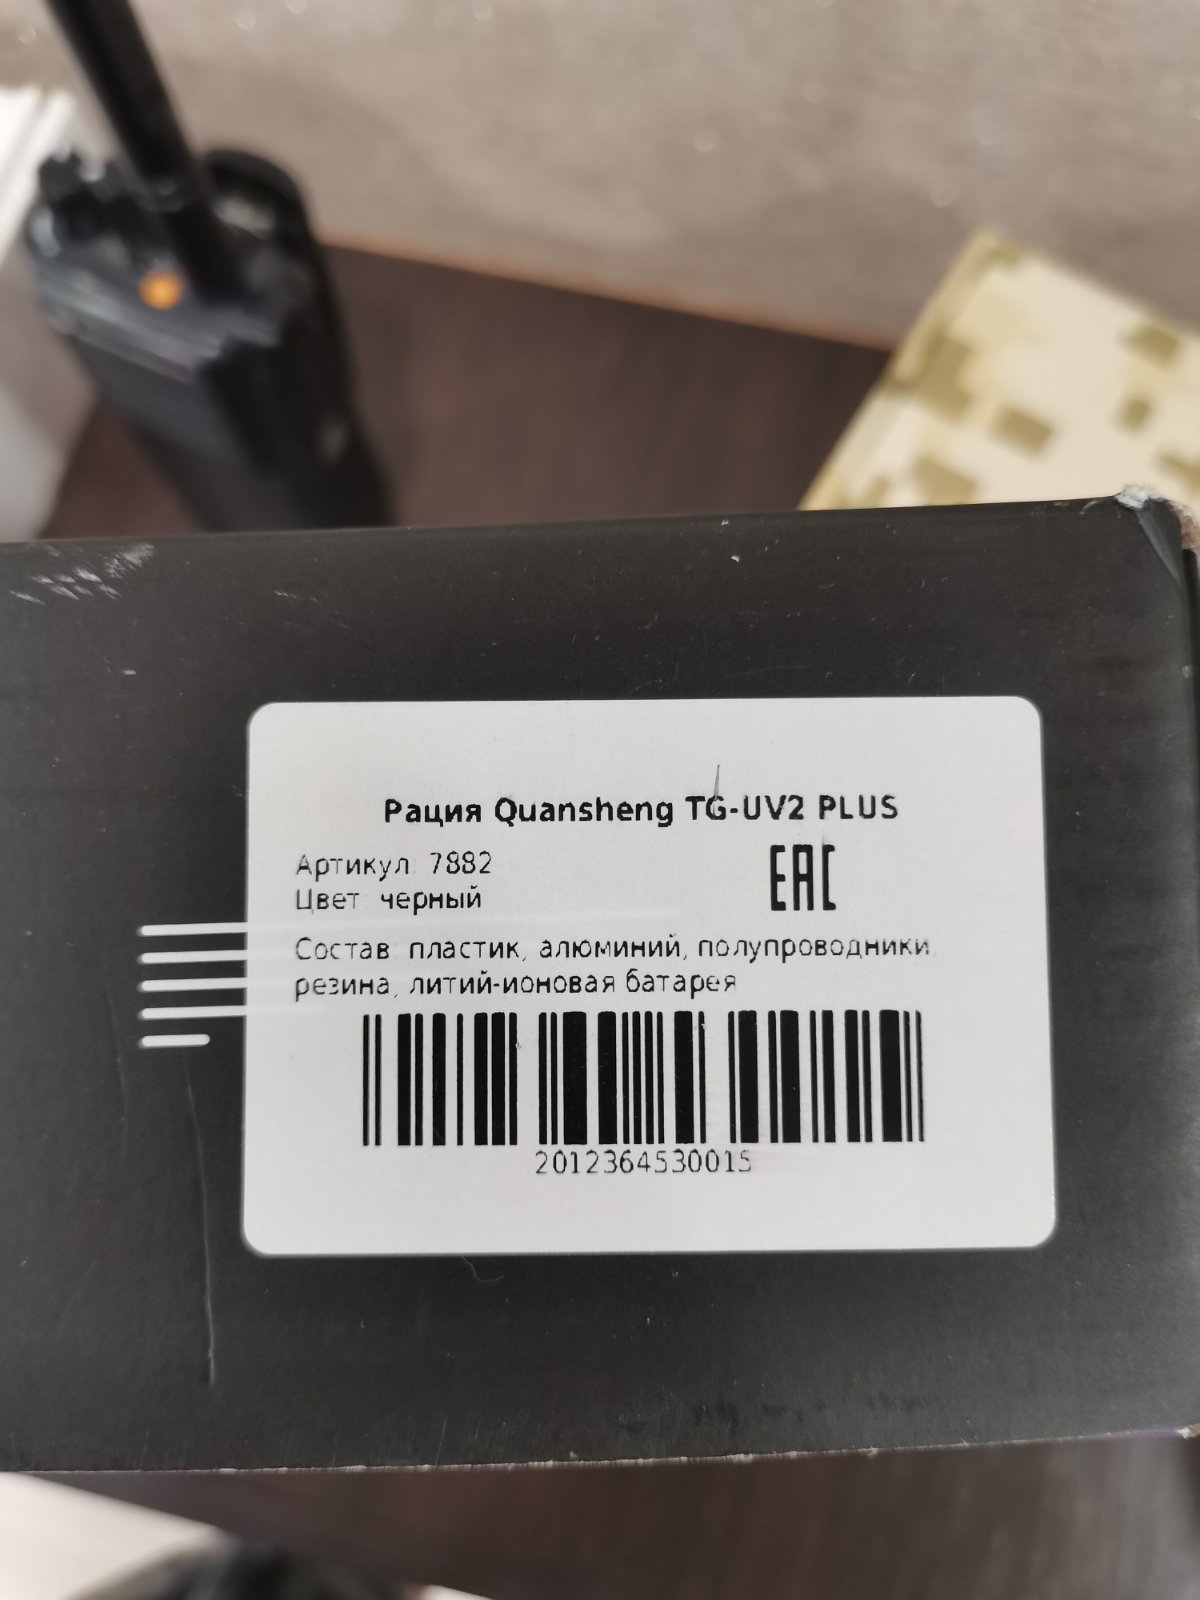 Рация Quansheng TG-UV2 PLUS
Артикул: 7882
Цвет: черный
EAC
Состав: пластик, алюминий, полупроводники,
резина, литий-ионовая батарея
2012364530015